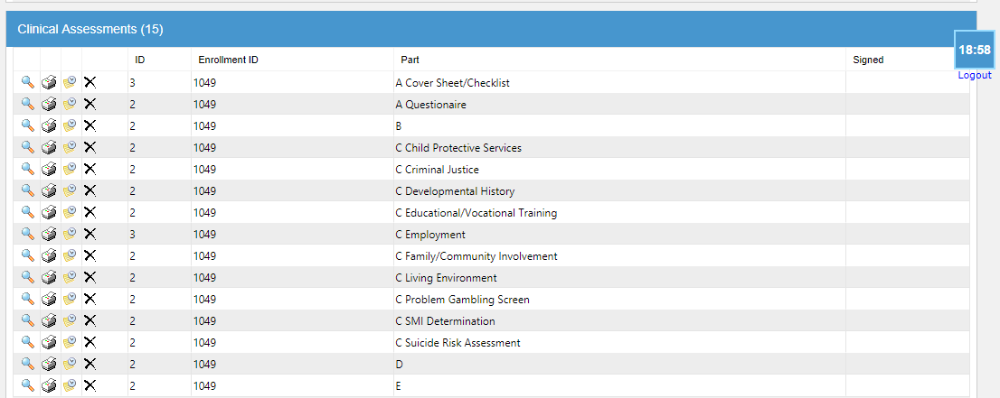 Clinical Assessments (15)
18:58
Logout
ID Enrollment ID Part Signed
3 1049 A Cover Sheet/Checklist
2 1049 A Questionaire
2 1049 B
2 1049 C Child Protective Services
2 1049 C Criminal Justice
2 1049 C Developmental History
2 1049 C Educational/Vocational Training
3 1049 C Employment
2 1049 C Family/Community Involvement
2 1049 C Living Environment
2 1049 C Problem Gambling Screen
2 1049 C SMI Determination
2 1049 C Suicide Risk Assessment
2 1049 D
2 1049 E